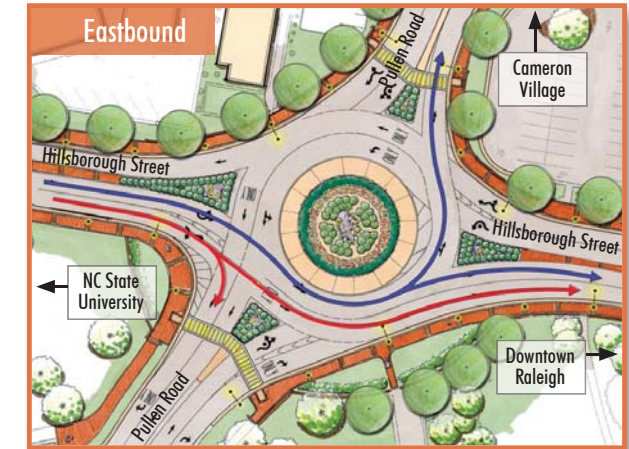 Eastbound
Pullen Road
Cameron
Village
Hillsborough Street
Hillsborough Street
NC State
University
Downtown
Raleigh
Pullen Road